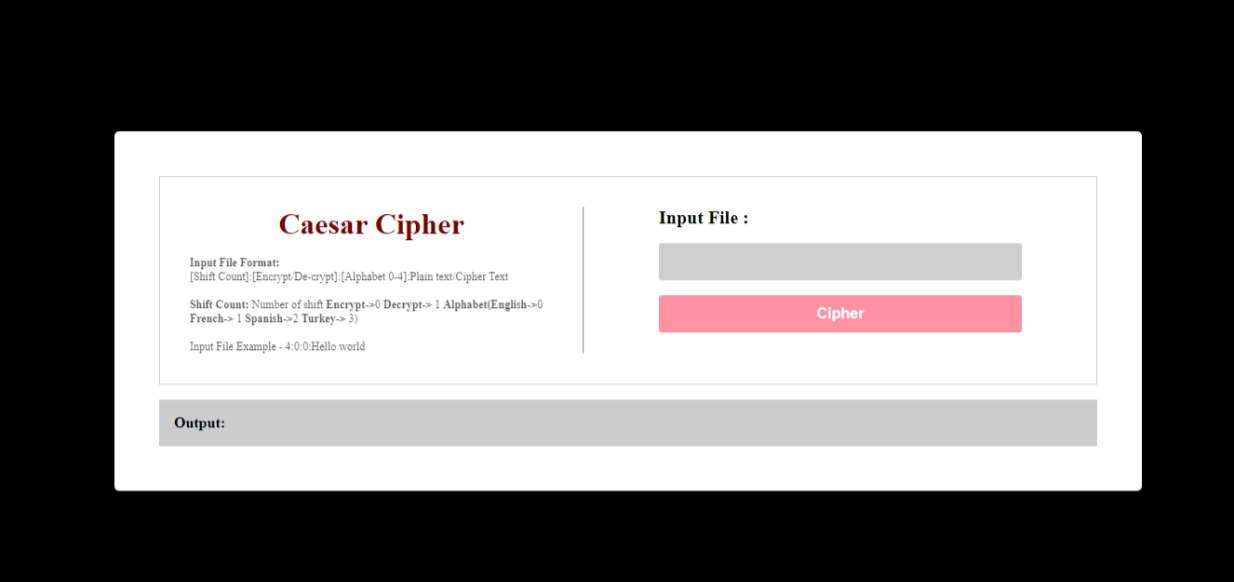 Caesar Cipher
Input File Format:
[Shift Count]:[Encrypt/De-crypt]:[Alphabet 0-4]:Plain text/Cipher Text
Shift Count: Number of shift Encrypt->0 Decrypt-> 1 Alphabet(English->0
French-> 1 Spanish->2 Turkey-> 3)
Input File Example - 4:0:0:Hello world
Input File :
Cipher
Output: